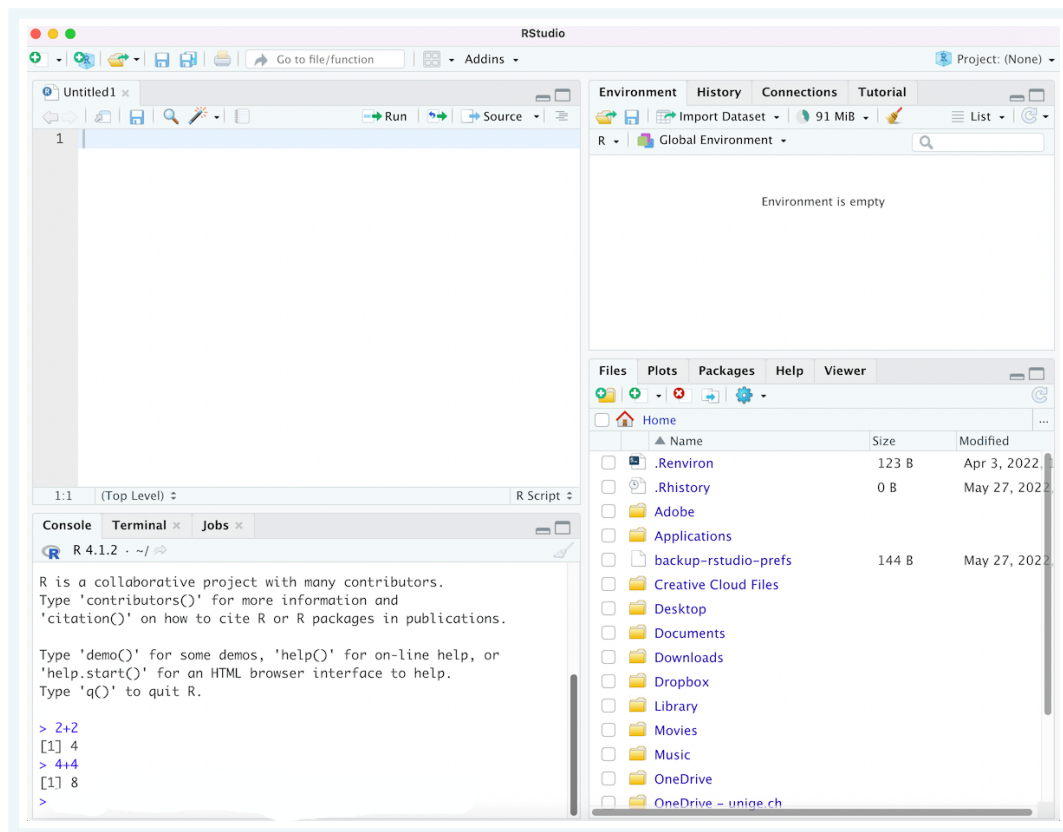 RStudio
Go to file/function
Addins
Project: (None)
Untitled1
Run
Source
1
1:1 (Top Level)
R Script
Console Terminal Jobs
R 4.1.2 · ~/
R is a collaborative project with many contributors.
Type 'contributors()' for more information and
'citation()' on how to cite R or R packages in publications.
Type 'demo()' for some demos, 'help()' for on-line help, or
'help.start()' for an HTML browser interface to help.
Type 'q()' to quit R.
> 2+2
[1] 4
> 4+4
[1] 8
>
Environment History Connections Tutorial
Import Dataset 91 MiB List
R Global Environment
Environment is empty
Files Plots Packages Help Viewer
Home ...
Name Size Modified
.Renviron 123 B Apr 3, 2022,
.Rhistory 0 B May 27, 2022
Adobe
Applications
backup-rstudio-prefs 144 B May 27, 2022,
Creative Cloud Files
Desktop
Documents
Downloads
Dropbox
Library
Movies
Music
OneDrive
OneDrive - unige.ch